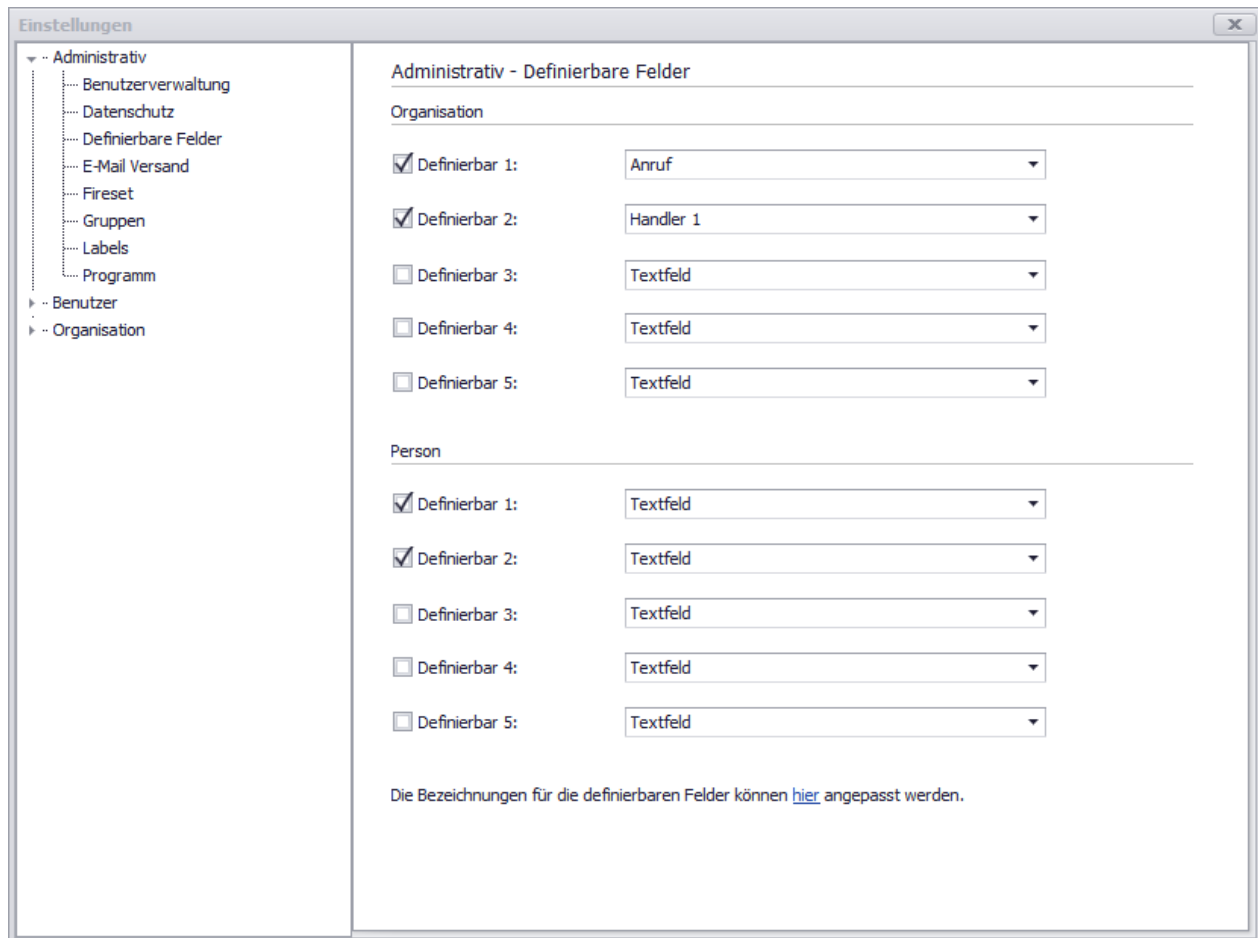 Einstellungen
Administrativ
Benutzerverwaltung
Datenschutz
Definierbare Felder
E-Mail Versand
Fireset
Gruppen
Labels
Programm
Benutzer
Organisation
Administrativ - Definierbare Felder
Organisation
Definierbar 1: Anruf
Definierbar 2: Handler 1
Definierbar 3: Textfeld
Definierbar 4: Textfeld
Definierbar 5: Textfeld
Person
Definierbar 1: Textfeld
Definierbar 2: Textfeld
Definierbar 3: Textfeld
Definierbar 4: Textfeld
Definierbar 5: Textfeld
Die Bezeichnungen für die definierbaren Felder können hier angepasst werden.